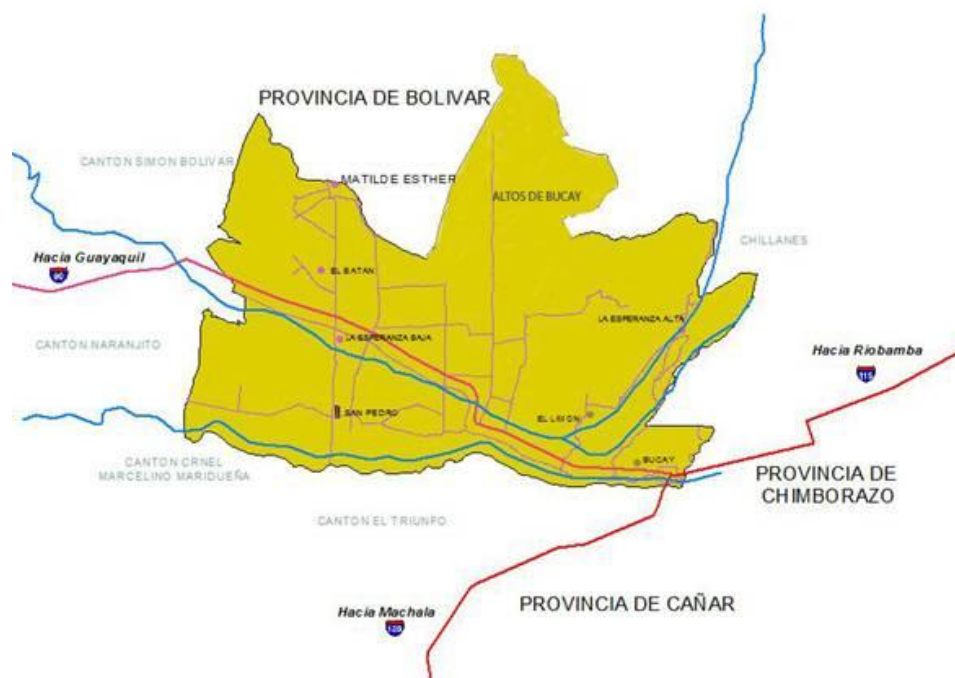 PROVINCIA DE BOLIVAR
CANTON SIMON BOLIVAR
MATILDE ESTHER
ALTOS DE BUCAY
CHILLANES
Hacia Guayaquil
90
EL BATAN
LA ESPERANZA ALTA
CANTON NARANJITO
LA ESPERANZA BAJA
Hacia Riobamba
115
SAN PEDRO
EL LIMON
BUCAY
CANTON CRNEL
MARCELINO MARIDUEÑA
PROVINCIA DE
CHIMBORAZO
CANTON EL TRIUNFO
PROVINCIA DE CAÑAR
Hacia Machala